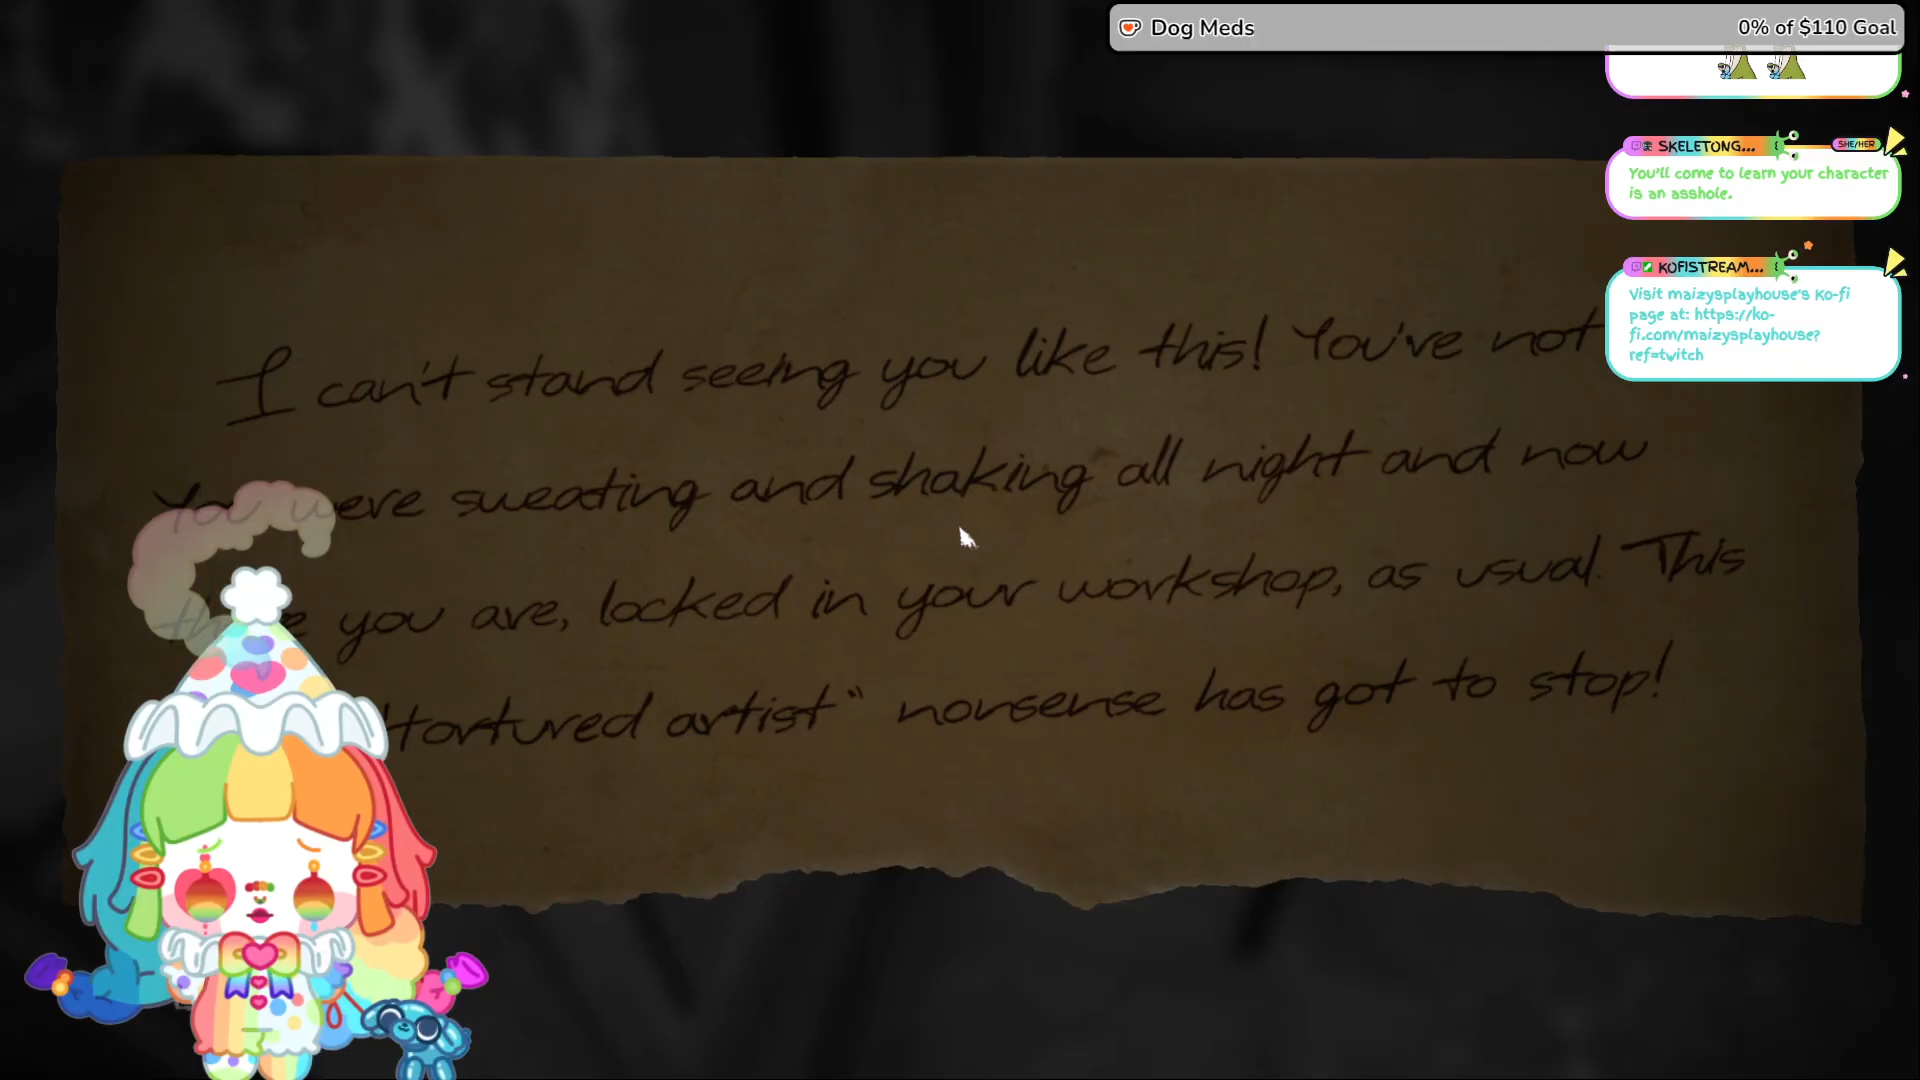 Dog Meds
0% of $110 Goal
SKELETONG...
SHE/HER
You'll come to learn your character
is an asshole.
KOFISTREAM...
Visit maizysplayhouse's Ko-fi
page at: https://ko-
fi.com/maizysplayhouse?
ref=twitch
I can't stand seeing you like this! You've not
You were sweating and shaking all night and now
you are, locked in your workshop, as usual. This
"tortured artist" nonsense has got to stop!